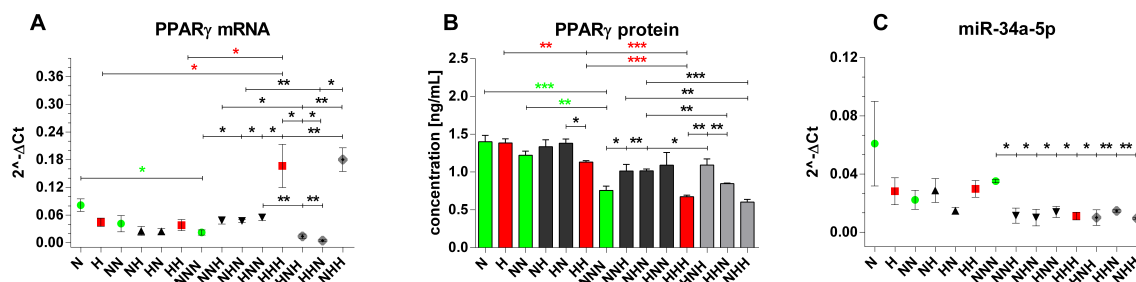 A
PPARγ mRNA
2^-ΔCt
0.36
0.30
0.24
0.18
0.12
0.06
0.00
*
*
** *
* **
* *
* * * **
*
**
N H NN NH HN HH NNN NNH NHN HNN HHH HNH HHN NHH
B
PPARγ protein
concentration [ng/mL]
2.5
2.0
1.5
1.0
0.5
0.0
** ***
***
***
*** **
** **
* * ** * ** **
N H NN NH HN HH NNN NNH NHN HNN HHH HNH HHN NHH
C
miR-34a-5p
2^-ΔCt
0.12
0.08
0.04
0.00
* * * * * ** **
N H NN NH HN HH NNN NNH NHN HNN HHH HNH HHN NHH